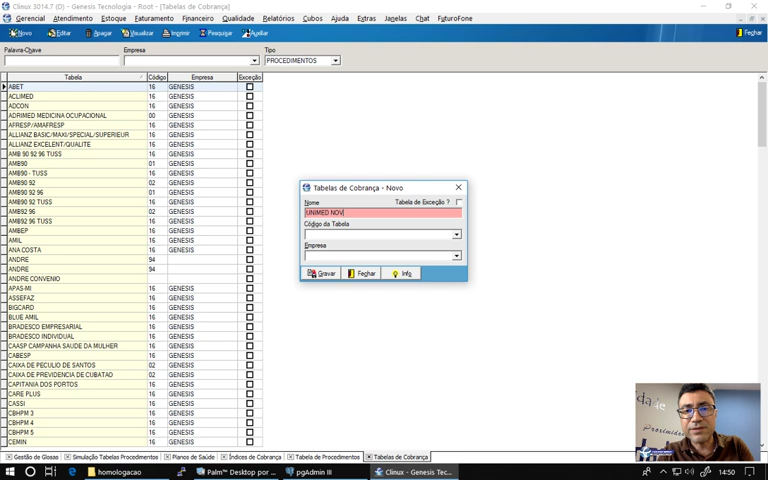 Clinux 3014.7 (D) - Genesis Tecnologia - Root - [Tabelas de Cobrança]
Gerencial Atendimento Estoque Faturamento Financeiro Qualidade Relatórios Cubos Ajuda Extras Janelas Chat FuturoFone
Novo Editar Apagar Visualizar Imprimir Pesquisar Auxiliar Fechar
Palavra-Chave Empresa Tipo
PROCEDIMENTOS
Tabela Código Empresa Exceção
ABET 16 GENESIS
ACLIMED 16 GENESIS
ADCON 16 GENESIS
ADRIMED MEDICINA OCUPACIONAL 00 GENESIS
AFRESP/AMAFRESP 16 GENESIS
ALLIANZ BASIC/MAXI/SPECIAL/SUPERIEUR 16 GENESIS
ALLIANZ EXCELENT/QUALITE 16 GENESIS
AMB 90 92 96 TUSS 16 GENESIS
AMB90 01 GENESIS
AMB90 - TUSS 16 GENESIS
AMB90 92 02 GENESIS
AMB90 92 96 01 GENESIS
AMB90 92 TUSS 16 GENESIS
AMB92 96 02 GENESIS
AMB92 96 TUSS 16 GENESIS
AMBEP 16 GENESIS
AMIL 16 GENESIS
ANA COSTA 16 GENESIS
ANDRE 94
ANDRE 94
ANDRE CONVENIO
APAS-MI 16 GENESIS
ASSEFAZ 16 GENESIS
BIGCARD 16 GENESIS
BLUE AMIL 16 GENESIS
BRADESCO EMPRESARIAL 16 GENESIS
BRADESCO INDIVIDUAL 16 GENESIS
CAASP CAMPANHA SAUDE DA MULHER 16 GENESIS
CABESP 16 GENESIS
CAIXA DE PECULIO DE SANTOS 02 GENESIS
CAIXA DE PREVIDENCIA DE CUBATAO 02 GENESIS
CAPITANIA DOS PORTOS 16 GENESIS
CARE PLUS 16 GENESIS
CASSI 16 GENESIS
CBHPM 3 16 GENESIS
CBHPM 4 16 GENESIS
CBHPM 5 16 GENESIS
CEMIN 16 GENESIS
Tabelas de Cobrança - Novo
Nome Tabela de Exceção ?
UNIMED NOV
Código da Tabela
Empresa
Gravar Fechar Info
Gestão de Glosas Simulação Tabelas Procedimentos Planos de Saúde Índices de Cobrança Tabela de Procedimentos Tabelas de Cobrança
homologacao Palm™ Desktop por ... pgAdmin III Clinux - Genesis Tec... 14:50